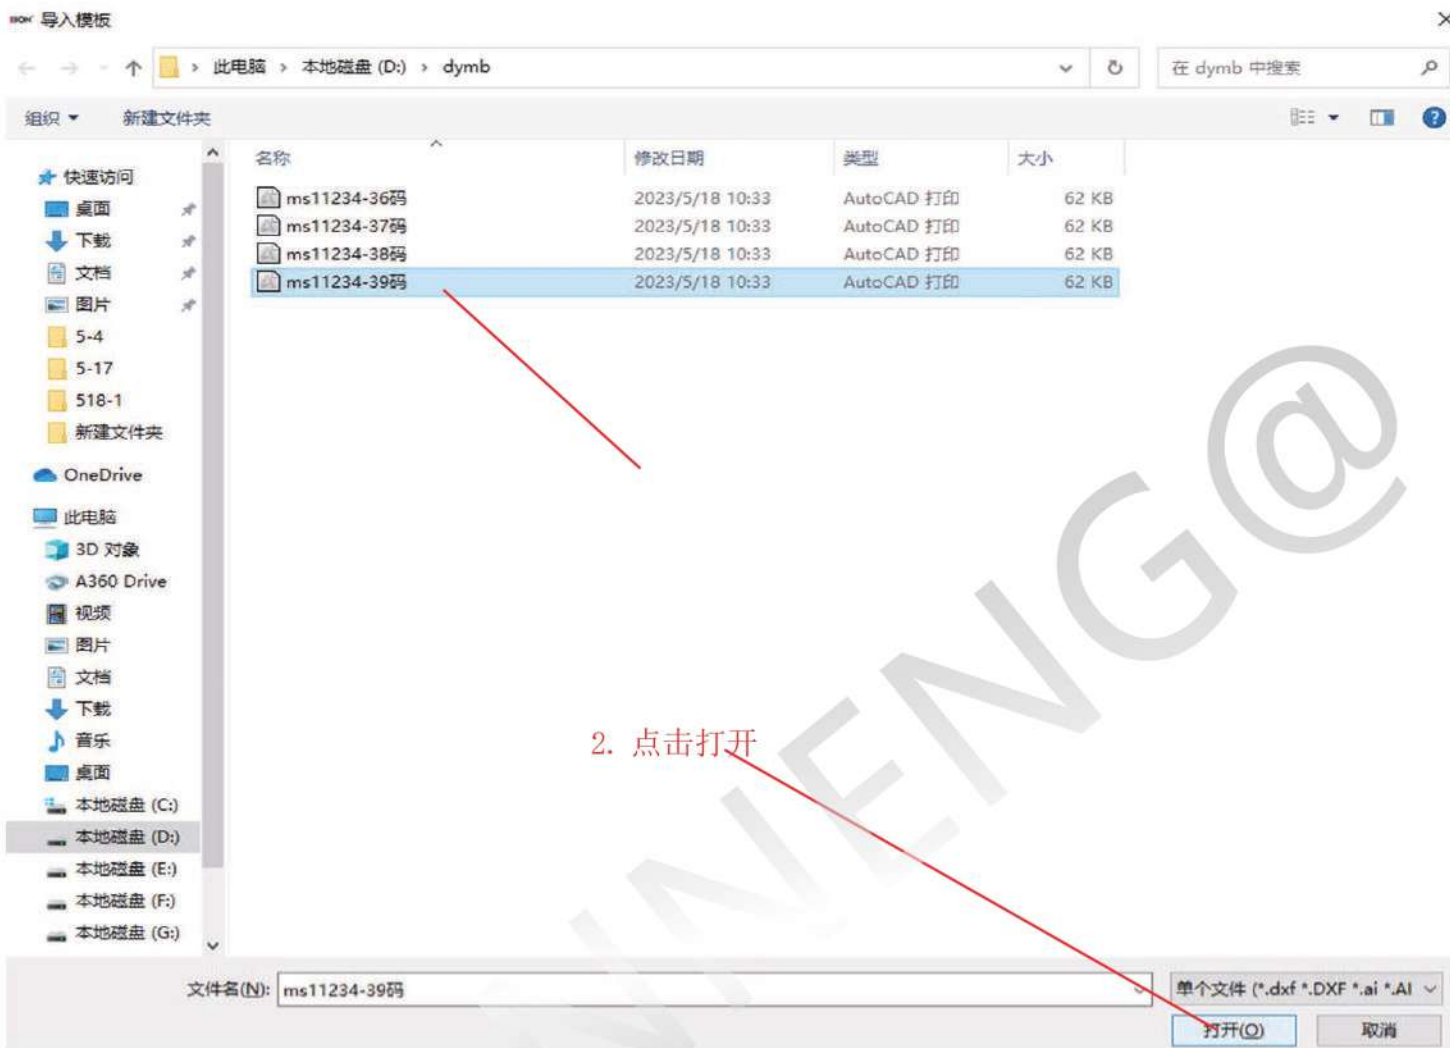 导入模板
此电脑 › 本地磁盘 (D:) › dymb
在 dymb 中搜索
组织 新建文件夹
名称 修改日期 类型 大小
ms11234-36码 2023/5/18 10:33 AutoCAD 打印 62 KB
ms11234-37码 2023/5/18 10:33 AutoCAD 打印 62 KB
ms11234-38码 2023/5/18 10:33 AutoCAD 打印 62 KB
ms11234-39码 2023/5/18 10:33 AutoCAD 打印 62 KB
快速访问
桌面
下载
文档
图片
5-4
5-17
518-1
新建文件夹
OneDrive
此电脑
3D 对象
A360 Drive
视频
图片
文档
下载
音乐
桌面
本地磁盘 (C:)
本地磁盘 (D:)
本地磁盘 (E:)
本地磁盘 (F:)
本地磁盘 (G:)
2. 点击打开
文件名(N): ms11234-39码
单个文件 (*.dxf *.DXF *.ai *.AI
打开(O) 取消